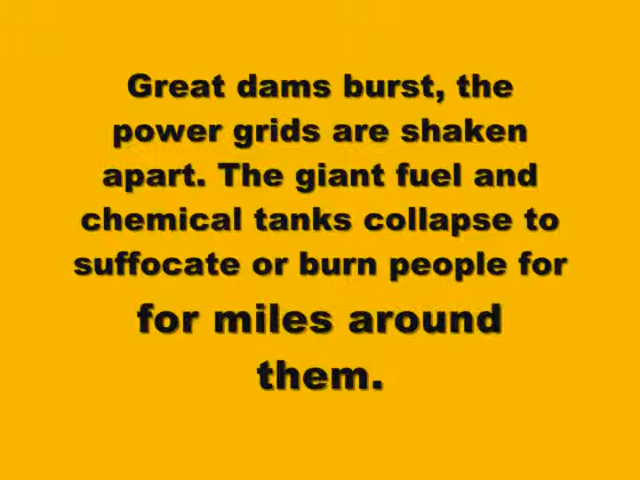 Great dams burst, the
power grids are shaken
apart. The giant fuel and
chemical tanks collapse to
suffocate or burn people for
for miles around
them.